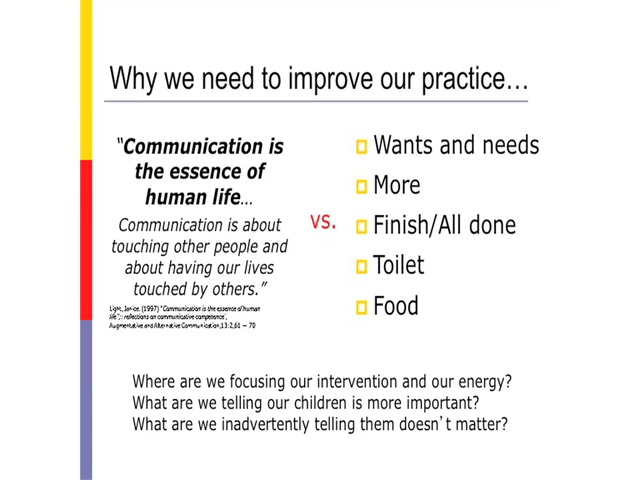 Why we need to improve our practice…
“Communication is
the essence of
human life…
Communication is about
touching other people and
about having our lives
touched by others.”
Light, Janice. (1997) “Communication is the essence of human
life”; : reflections on communicative competence’,
Augmentative and Alternative Communication,13: 2,61 — 70
vs.
Wants and needs
More
Finish/All done
Toilet
Food
Where are we focusing our intervention and our energy?
What are we telling our children is more important?
What are we inadvertently telling them doesn’t matter?